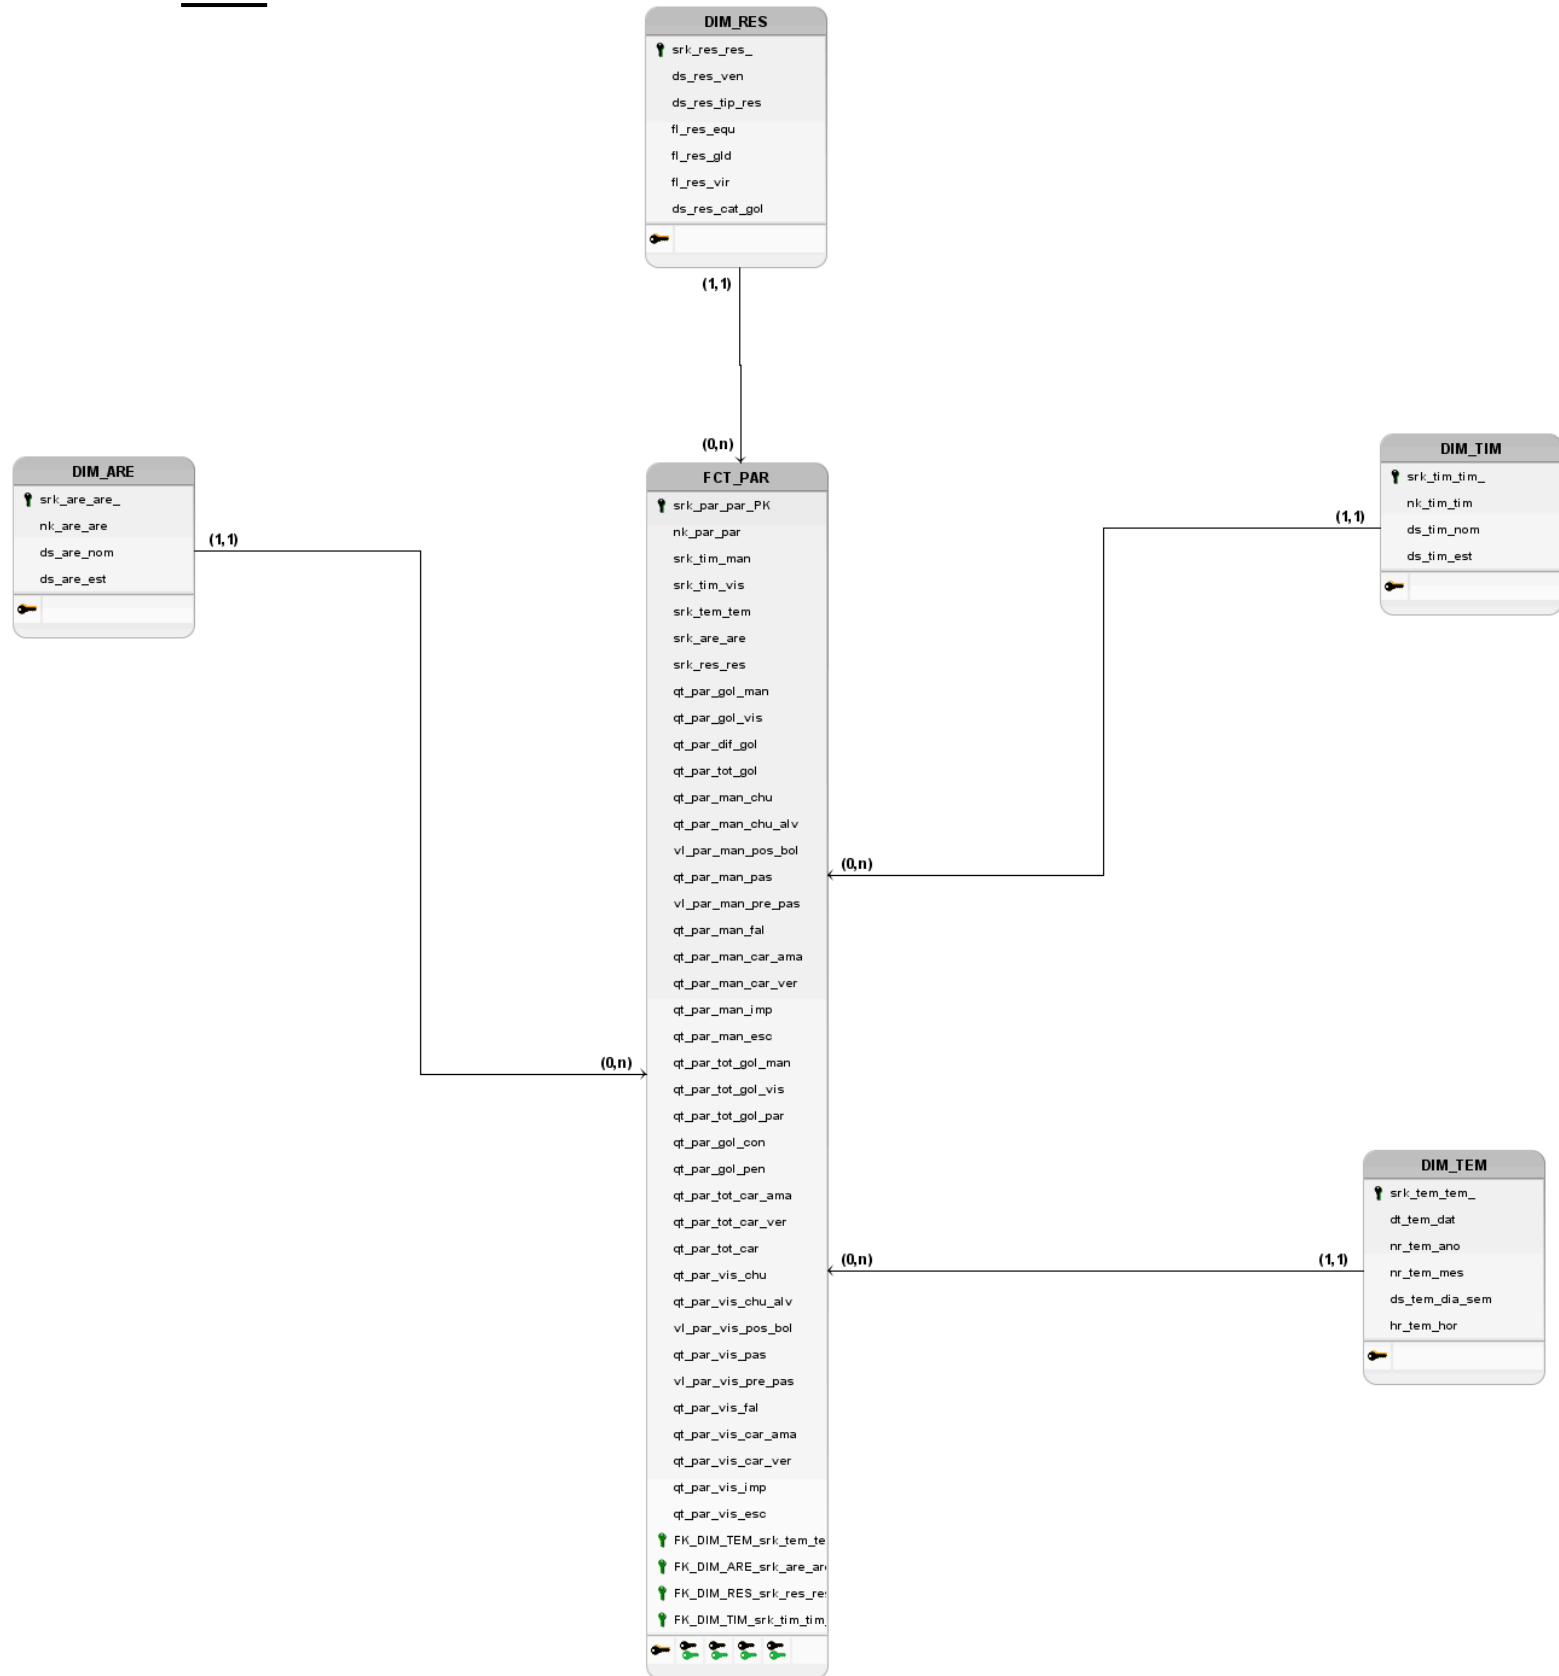 DIM_RES
srk_res_res_
ds_res_ven
ds_res_tip_res
fl_res_equ
fl_res_gld
fl_res_vir
ds_res_cat_gol
(1,1)
(0,n)
DIM_ARE
srk_are_are_
nk_are_are
ds_are_nom
ds_are_est
(1,1)
(0,n)
FCT_PAR
srk_par_par_PK
nk_par_par
srk_tim_man
srk_tim_vis
srk_tem_tem
srk_are_are
srk_res_res
qt_par_gol_man
qt_par_gol_vis
qt_par_dif_gol
qt_par_tot_gol
qt_par_man_chu
qt_par_man_chu_alv
vl_par_man_pos_bol
qt_par_man_pas
vl_par_man_pre_pas
qt_par_man_fal
qt_par_man_car_ama
qt_par_man_car_ver
qt_par_man_imp
qt_par_man_esc
qt_par_tot_gol_man
qt_par_tot_gol_vis
qt_par_tot_gol_par
qt_par_gol_con
qt_par_gol_pen
qt_par_tot_car_ama
qt_par_tot_car_ver
qt_par_tot_car
qt_par_vis_chu
qt_par_vis_chu_alv
vl_par_vis_pos_bol
qt_par_vis_pas
vl_par_vis_pre_pas
qt_par_vis_fal
qt_par_vis_car_ama
qt_par_vis_car_ver
qt_par_vis_imp
qt_par_vis_esc
FK_DIM_TEM_srk_tem_te
FK_DIM_ARE_srk_are_are
FK_DIM_RES_srk_res_res
FK_DIM_TIM_srk_tim_tim_
DIM_TIM
srk_tim_tim_
nk_tim_tim
ds_tim_nom
ds_tim_est
(1,1)
(0,n)
DIM_TEM
srk_tem_tem_
dt_tem_dat
nr_tem_ano
nr_tem_mes
ds_tem_dia_sem
hr_tem_hor
(0,n)
(1,1)